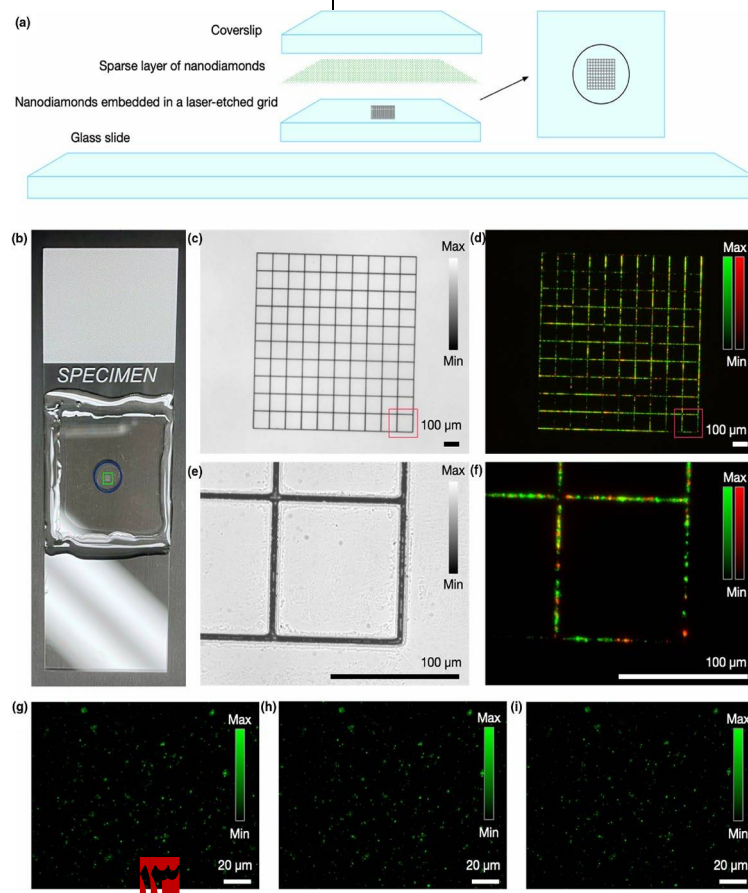 (a)
Coverslip
Sparse layer of nanodiamonds
Nanodiamonds embedded in a laser-etched grid
Glass slide
(b)
SPECIMEN
(c)
Max
Min
100 µm
(d)
Max
Min
100 µm
(e)
Max
Min
100 µm
(f)
Max
Min
100 µm
(g)
Max
Min
20 µm
(h)
Max
Min
20 µm
(i)
Max
Min
20 µm